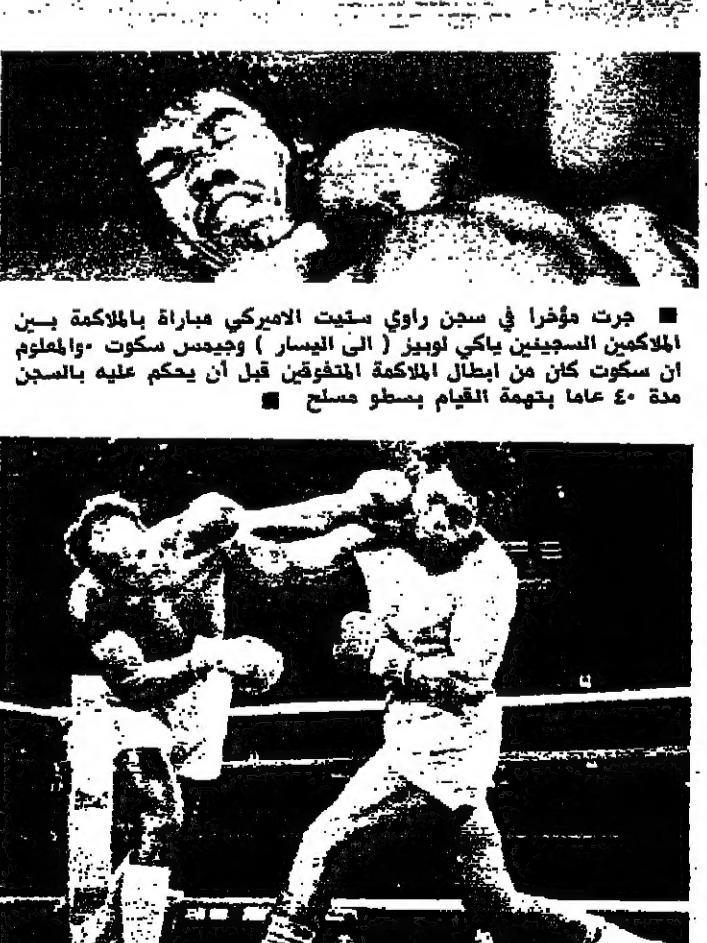 ■ جرت مؤخرا في سجن راوي ستيت الاميركي مباراة بالملاكمة بين
الملاكمين السجينين ياكي لوبيز ( الى اليسار ) وجيمس سكوت ٠والمعلوم
ان سكوت كان من ابطال الملاكمة المتفوقين قبل أن يحكم عليه بالسجن
مدة ٤٠ عاما بتهمة القيام بسطو مسلح ■